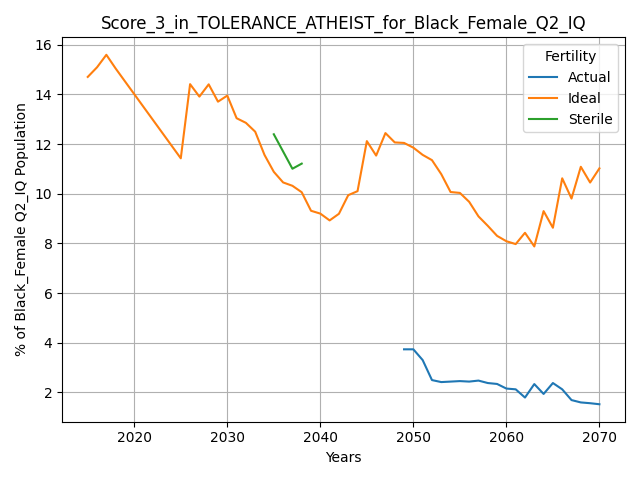 Score_3_in_TOLERANCE_ATHEIST_for_Black_Female_Q2_IQ
Fertility
Actual
Ideal
Sterile
% of Black_Female Q2_IQ Population
16
14
12
10
8
6
4
2
2020 2030 2040 2050 2060 2070
Years